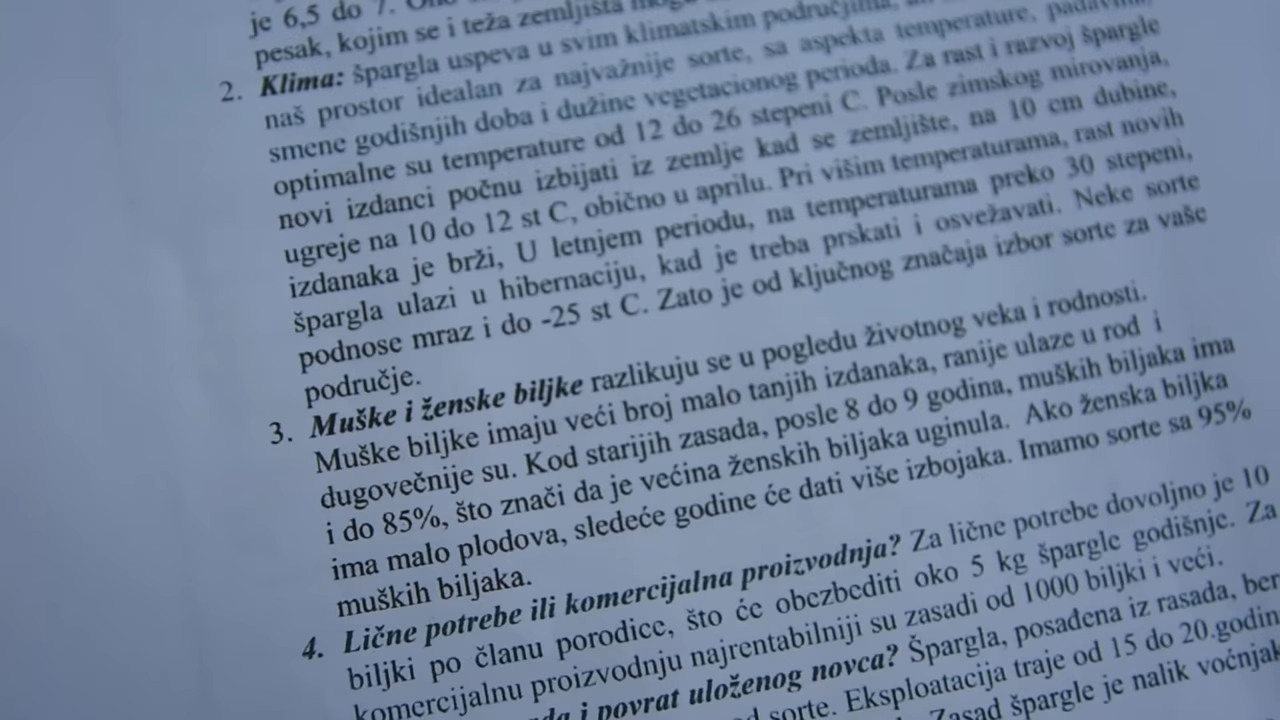 je 6,5 do 7.
pesak, kojim se i teža zemljišta
2. Klima: špargla uspeva u svim klimatskim područjima,
naš prostor idealan za najvažnije sorte, sa aspekta temperature, padavina,
smene godišnjih doba i dužine vegetacionog perioda. Za rast i razvoj špargle
optimalne su temperature od 12 do 26 stepeni C. Posle zimskog mirovanja,
novi izdanci počnu izbijati iz zemlje kad se zemljište, na 10 cm dubine,
ugreje na 10 do 12 st C, obično u aprilu. Pri višim temperaturama, rast novih
izdanaka je brži, U letnjem periodu, na temperaturama preko 30 stepeni,
špargla ulazi u hibernaciju, kad je treba prskati i osvežavati. Neke sorte
podnose mraz i do -25 st C. Zato je od ključnog značaja izbor sorte za vaše
područje.
3. Muške i ženske biljke razlikuju se u pogledu životnog veka i rodnosti.
Muške biljke imaju veći broj malo tanjih izdanaka, ranije ulaze u rod i
dugovečnije su. Kod starijih zasada, posle 8 do 9 godina, muških biljaka ima
i do 85%, što znači da je većina ženskih biljaka uginula. Ako ženska biljka
ima malo plodova, sledeće godine će dati više izbojaka. Imamo sorte sa 95%
muških biljaka.
4. Lične potrebe ili komercijalna proizvodnja? Za lične potrebe dovoljno je 10
biljki po članu porodice, što će obezbediti oko 5 kg špargle godišnje. Za
komercijalnu proizvodnju najrentabilniji su zasadi od 1000 biljki i veći.
i povrat uloženog novca? Špargla, posađena iz rasada, ber
sorte. Eksploatacija traje od 15 do 20.godin
Zasad špargle je nalik voćnjak